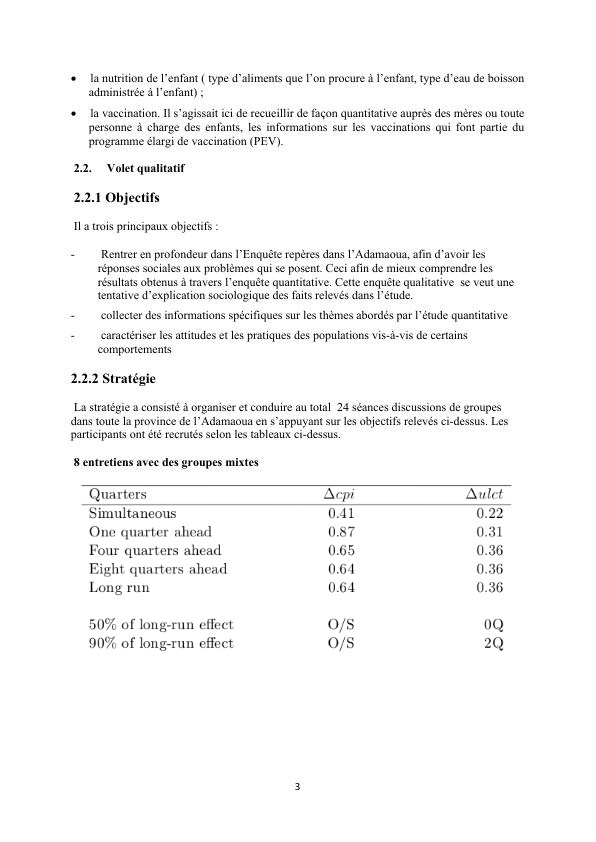 • la nutrition de l’enfant ( type d’aliments que l’on procure à l’enfant, type d’eau de boisson
administrée à l’enfant) ;
• la vaccination. Il s’agissait ici de recueillir de façon quantitative auprès des mères ou toute
personne à charge des enfants, les informations sur les vaccinations qui font partie du
programme élargi de vaccination (PEV).
2.2. Volet qualitatif
2.2.1 Objectifs
Il a trois principaux objectifs :
- Rentrer en profondeur dans l’Enquête repères dans l’Adamaoua, afin d’avoir les
réponses sociales aux problèmes qui se posent. Ceci afin de mieux comprendre les
résultats obtenus à travers l’enquête quantitative. Cette enquête qualitative se veut une
tentative d’explication sociologique des faits relevés dans l’étude.
- collecter des informations spécifiques sur les thèmes abordés par l’étude quantitative
- caractériser les attitudes et les pratiques des populations vis-à-vis de certains
comportements
2.2.2 Stratégie
La stratégie a consisté à organiser et conduire au total 24 séances discussions de groupes
dans toute la province de l’Adamaoua en s’appuyant sur les objectifs relevés ci-dessus. Les
participants ont été recrutés selon les tableaux ci-dessus.
8 entretiens avec des groupes mixtes
Quarters Δcpi Δulct
Simultaneous 0.41 0.22
One quarter ahead 0.87 0.31
Four quarters ahead 0.65 0.36
Eight quarters ahead 0.64 0.36
Long run 0.64 0.36
50% of long-run effect O/S 0Q
90% of long-run effect O/S 2Q
3